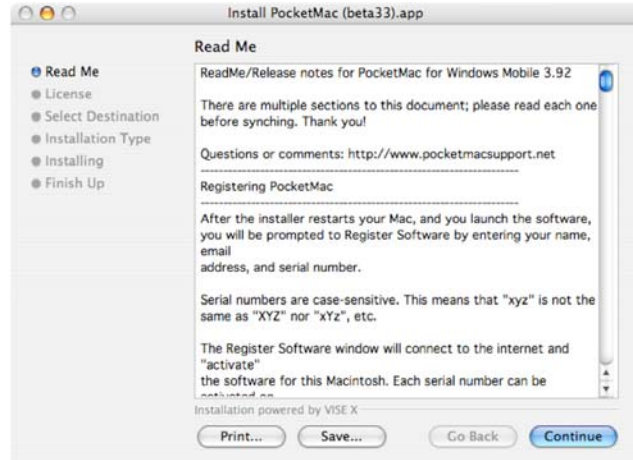 Install PocketMac (beta33).app
Read Me
Read Me
License
Select Destination
Installation Type
Installing
Finish Up
ReadMe/Release notes for PocketMac for Windows Mobile 3.92
There are multiple sections to this document; please read each one
before synching. Thank you!
Questions or comments: http://www.pocketmacsupport.net
----------------------------------------------------------------
Registering PocketMac
----------------------------------------------------------------
After the installer restarts your Mac, and you launch the software,
you will be prompted to Register Software by entering your name,
email
address, and serial number.
Serial numbers are case-sensitive. This means that "xyz" is not the
same as "XYZ" nor "xYz", etc.
The Register Software window will connect to the internet and
"activate"
the software for this Macintosh. Each serial number can be
Installation powered by VISE X
Print...
Save...
Go Back
Continue